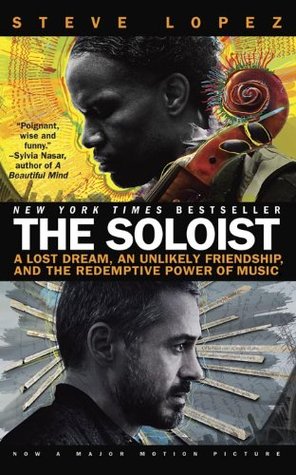 STEVE LOPEZ
"Poignant,
wise and
funny."
–Sylvia Nasar,
author of
A Beautiful Mind
NEW YORK TIMES BESTSELLER
THE SOLOIST
A LOST DREAM, AN UNLIKELY FRIENDSHIP,
AND THE REDEMPTIVE POWER OF MUSIC
NOW A MAJOR MOTION PICTURE